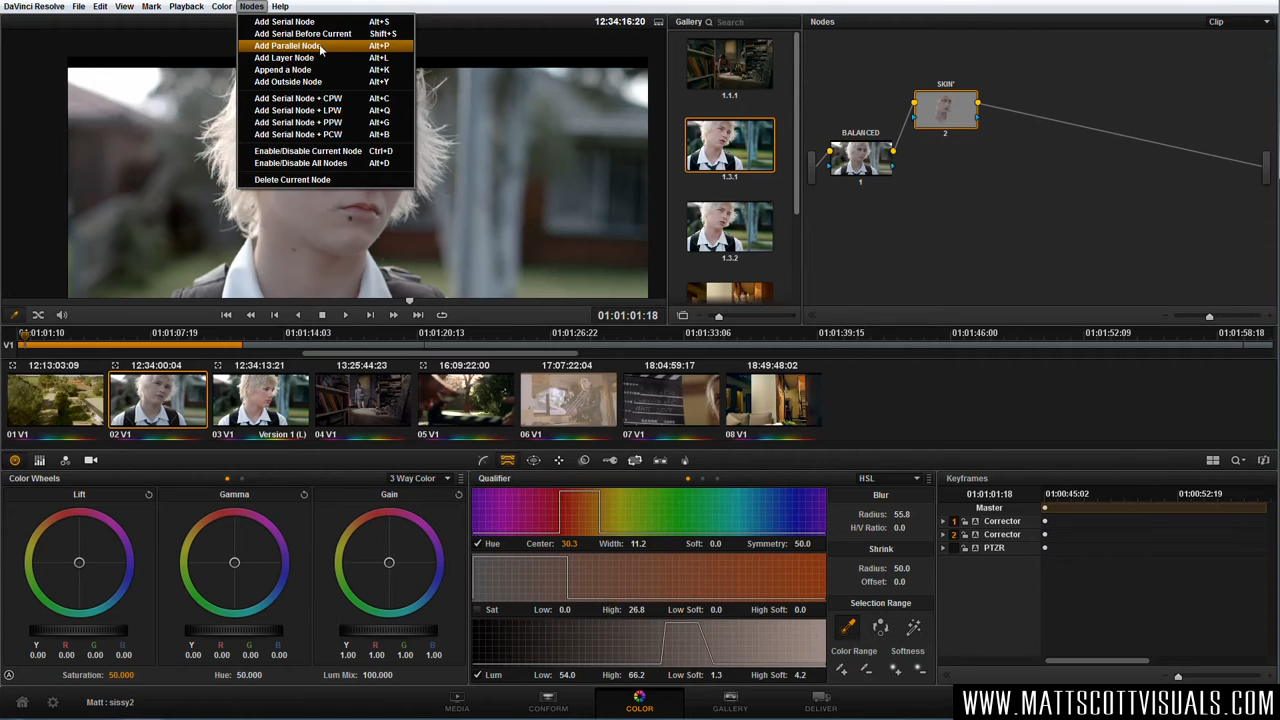 DaVinci Resolve File Edit View Mark Playback Color Nodes Help
Add Serial Node Alt+S
Add Serial Before Current Shift+S
Add Parallel Node Alt+P
Add Layer Node Alt+L
Append a Node Alt+K
Add Outside Node Alt+Y
Add Serial Node + CPW Alt+C
Add Serial Node + LPW Alt+Q
Add Serial Node + PPW Alt+G
Add Serial Node + PCW Alt+B
Enable/Disable Current Node Ctrl+D
Enable/Disable All Nodes Alt+D
Delete Current Node
12:34:16:20
Gallery Search
1.1.1
1.3.1
1.3.2
Nodes Clip
SKIN'
2
BALANCED
1
01:01:01:18
01:01:01:10 01:01:07:19 01:01:14:03 01:01:20:13 01:01:26:22 01:01:33:06 01:01:39:15 01:01:46:00 01:01:52:09 01:01:58:18
V1
12:13:03:09 12:34:00:04 12:34:13:21 13:25:44:23 16:09:22:00 17:07:22:04 18:04:59:17 18:49:48:02
01 V1 02 V1 03 V1 Version 1 (L) 04 V1 05 V1 06 V1 07 V1 08 V1
Color Wheels 3 Way Color
Lift Gamma Gain
Y R G B Y R G B Y R G B
0.00 0.00 0.00 0.00 0.00 0.00 0.00 0.00 1.00 1.00 1.00 1.00
A Saturation: 50.000 Hue: 50.000 Lum Mix: 100.000
Qualifier HSL
Hue Center: 30.3 Width: 11.2 Soft: 0.0 Symmetry: 50.0
Sat Low: 0.0 High: 26.8 Low Soft: 0.0 High Soft: 0.0
Lum Low: 54.0 High: 66.2 Low Soft: 1.3 High Soft: 4.2
Blur
Radius: 55.8
H/V Ratio: 0.0
Shrink
Radius: 50.0
Offset: 0.0
Selection Range
Color Range Softness
Keyframes
01:01:01:18 01:00:45:02 01:00:52:19
Master
1 A Corrector
2 A Corrector
A PTZR
Matt : sissy2
MEDIA CONFORM COLOR GALLERY DELIVER
WWW.MATTSCOTTVISUALS.COM